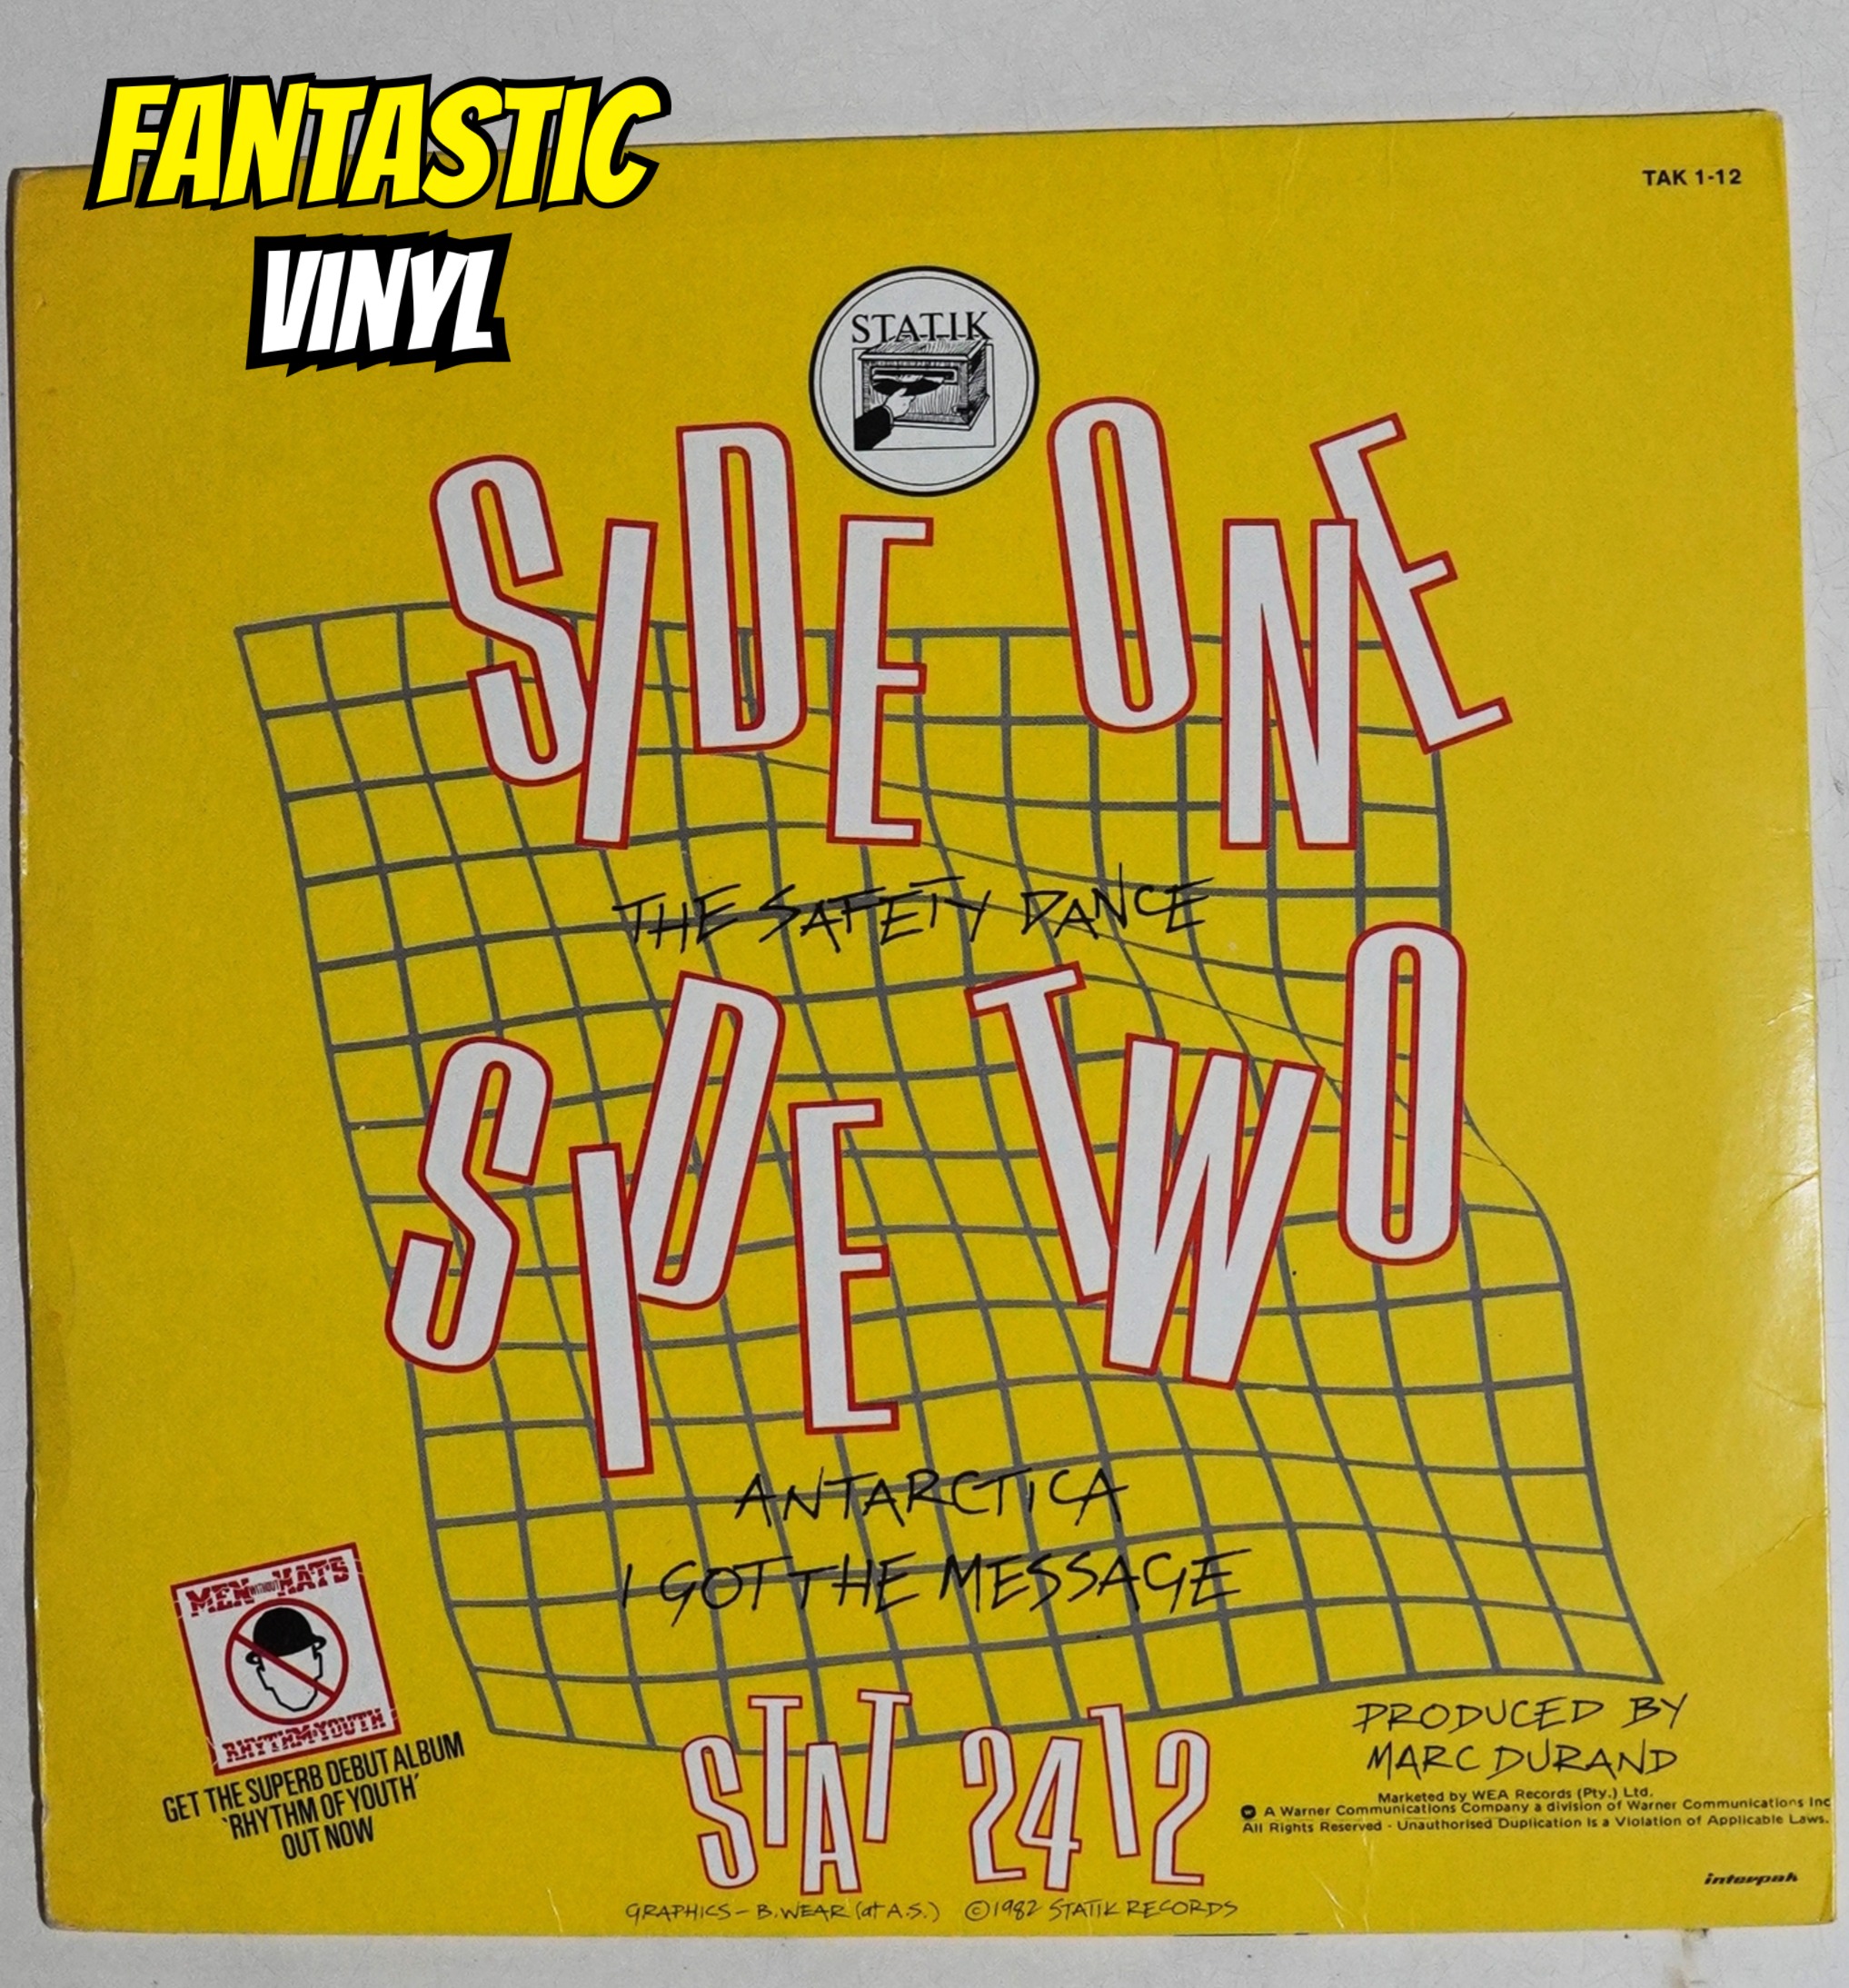 FANTASTIC
VINYL
TAK 1-12
STATIK
SIDE ONE
THE SAFETY DANCE
SIDE TWO
ANTARCTICA
I GOT THE MESSAGE
MEN WITHOUT HATS
RHYTHM OF YOUTH
GET THE SUPERB DEBUT ALBUM
'RHYTHM OF YOUTH'
OUT NOW
STAT 2412
PRODUCED BY
MARC DURAND
Marketed by WEA Records (Pty.) Ltd.
A Warner Communications Company a division of Warner Communications Inc
All Rights Reserved - Unauthorised Duplication is a Violation of Applicable Laws.
interpak
GRAPHICS - B. WEAR (at A.S.) © 1982 STATIK RECORDS